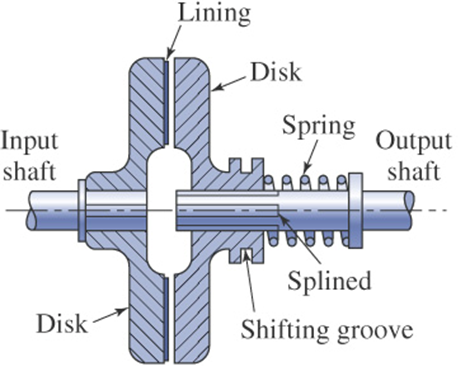 Lining
Disk
Spring
Input
shaft
Output
shaft
Splined
Disk
Shifting groove